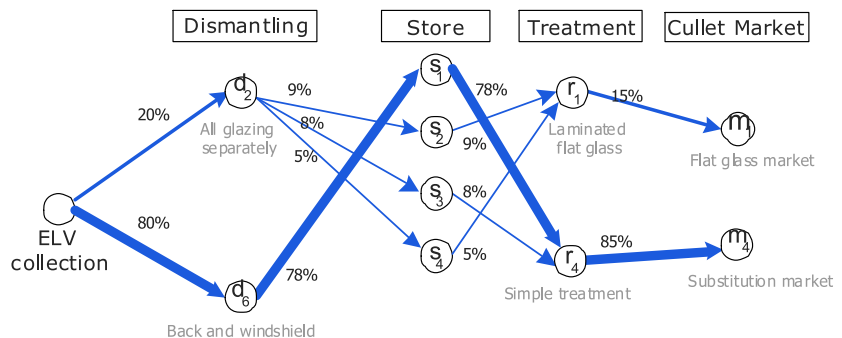 Dismantling
Store
Treatment
Cullet Market
ELV
collection
20%
80%
d2
All glazing
separately
d6
Back and windshield
9%
8%
5%
78%
s1
s2
s3
s4
78%
9%
8%
5%
r1
Laminated
flat glass
r4
Simple treatment
15%
85%
m1
Flat glass market
m4
Substitution market